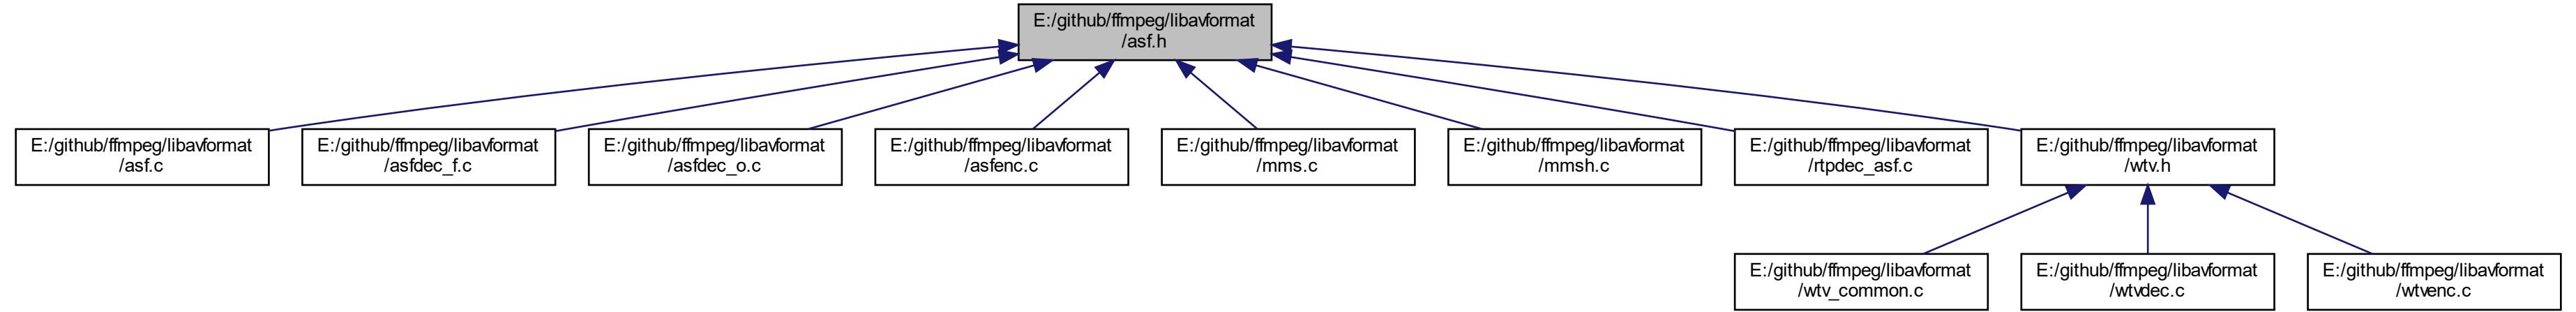 E:/github/ffmpeg/libavformat
/asf.h
E:/github/ffmpeg/libavformat
/asf.c
E:/github/ffmpeg/libavformat
/asfdec_f.c
E:/github/ffmpeg/libavformat
/asfdec_o.c
E:/github/ffmpeg/libavformat
/asfenc.c
E:/github/ffmpeg/libavformat
/mms.c
E:/github/ffmpeg/libavformat
/mmsh.c
E:/github/ffmpeg/libavformat
/rtpdec_asf.c
E:/github/ffmpeg/libavformat
/wtv.h
E:/github/ffmpeg/libavformat
/wtv_common.c
E:/github/ffmpeg/libavformat
/wtvdec.c
E:/github/ffmpeg/libavformat
/wtvenc.c